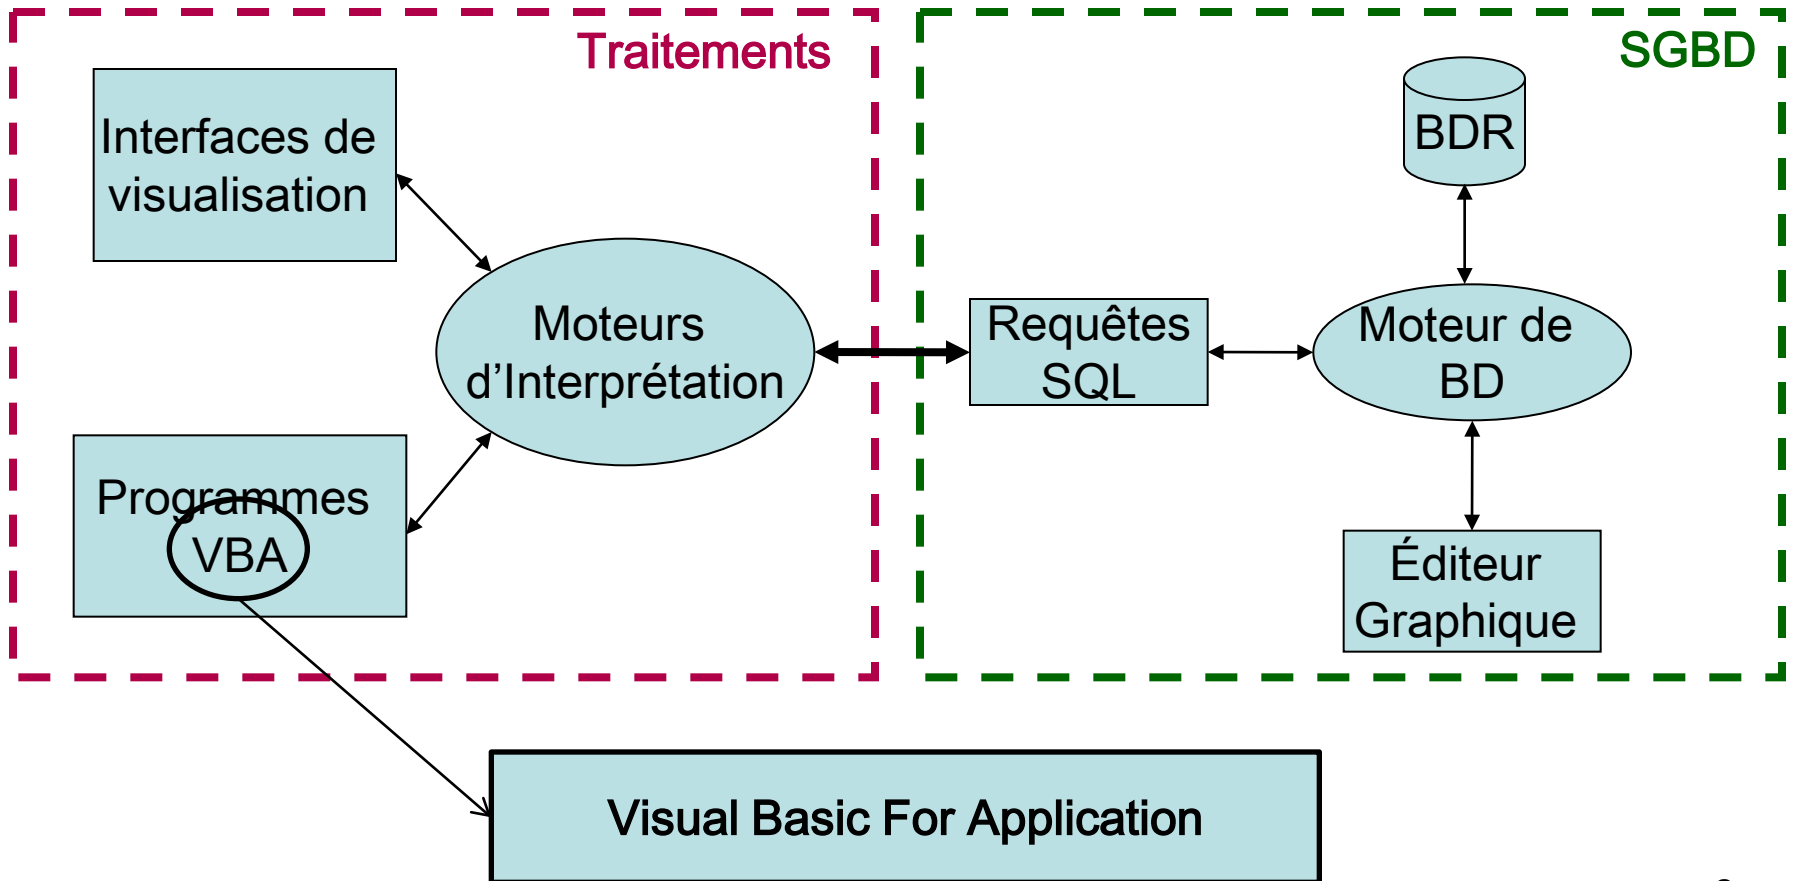 Traitements
Interfaces de
visualisation
Moteurs
d’Interprétation
Programmes
VBA
SGBD
BDR
Requêtes
SQL
Moteur de
BD
Éditeur
Graphique
Visual Basic For Application